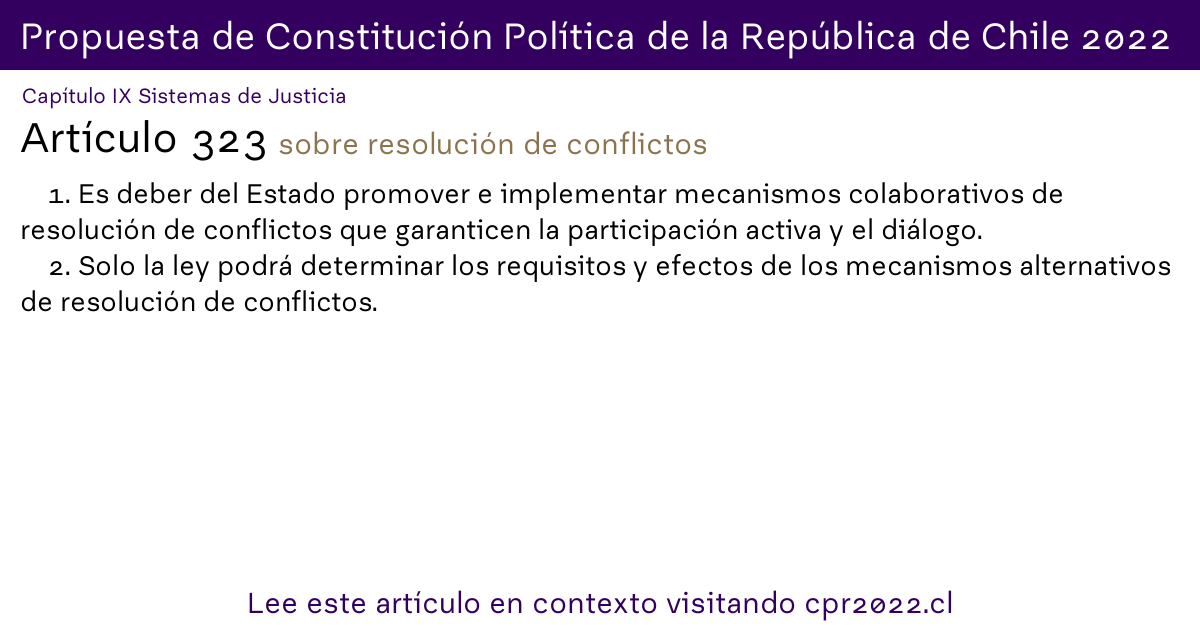 Propuesta de Constitución Política de la República de Chile 2022
Capítulo IX Sistemas de Justicia
Artículo 323 sobre resolución de conflictos
1. Es deber del Estado promover e implementar mecanismos colaborativos de
resolución de conflictos que garanticen la participación activa y el diálogo.
2. Solo la ley podrá determinar los requisitos y efectos de los mecanismos alternativos
de resolución de conflictos.
Lee este artículo en contexto visitando cpr2022.cl